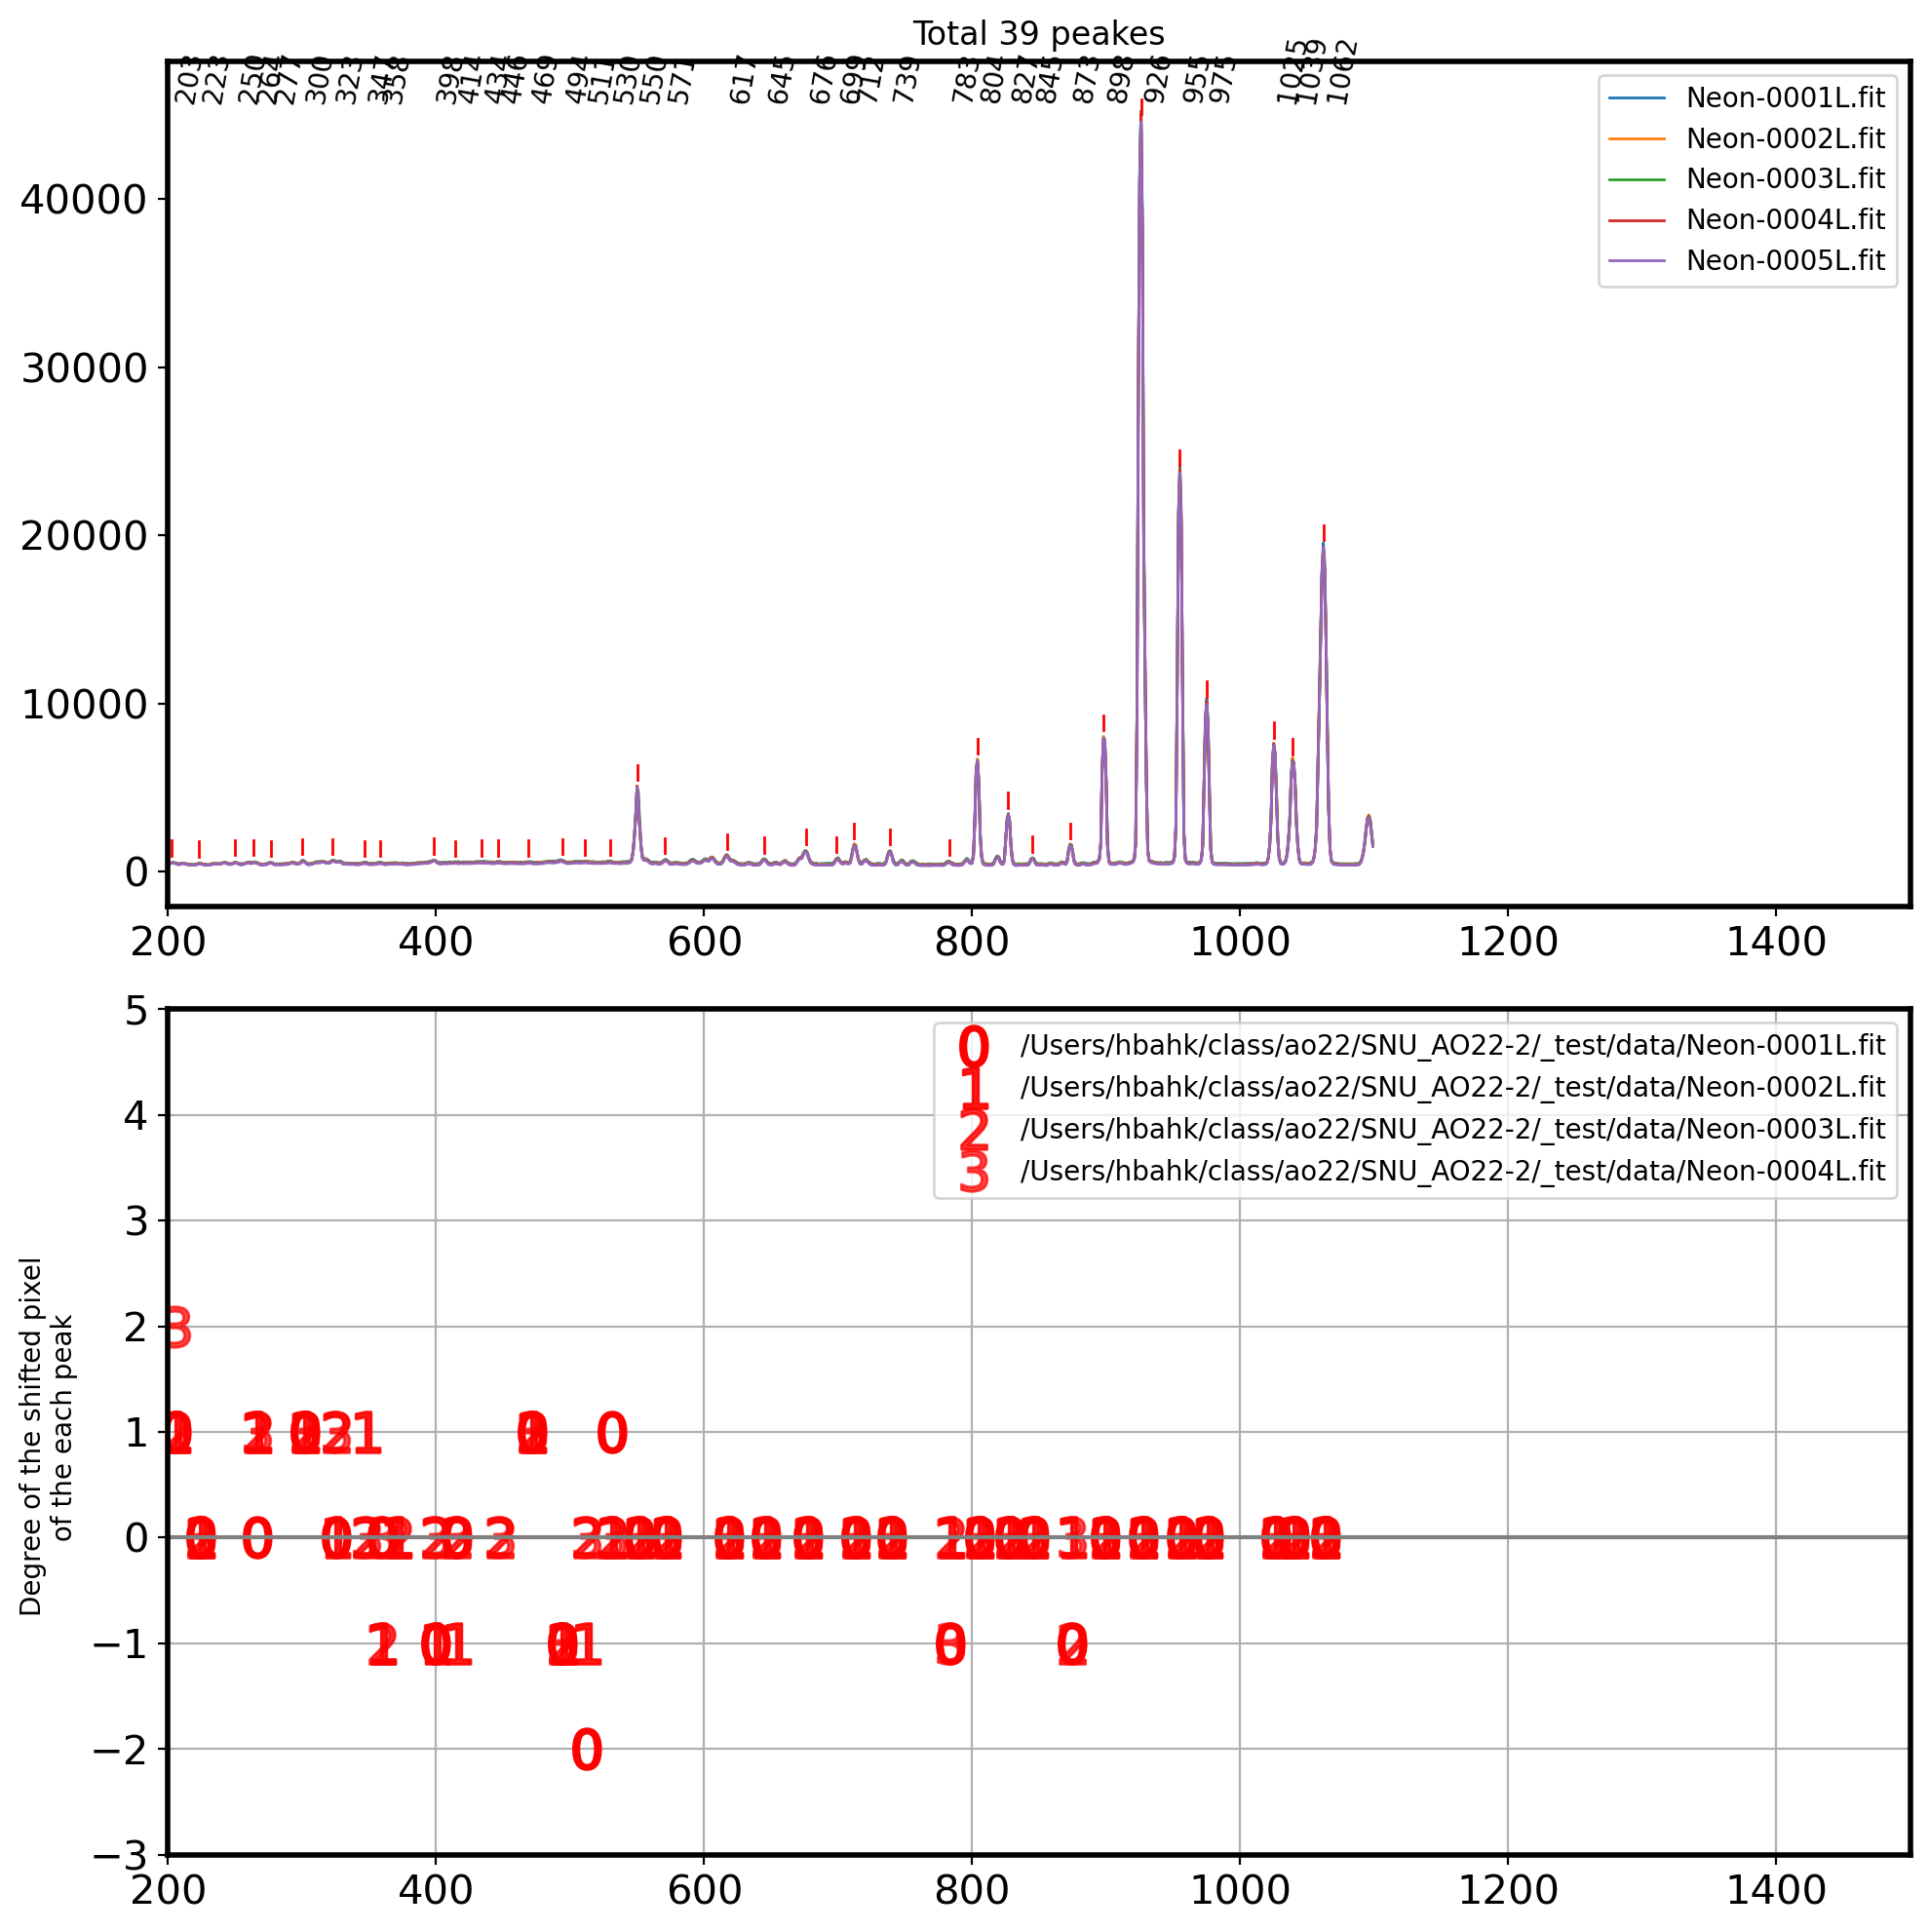 Total 39 peakes
203 223 250 264 277 300 323 347 358 398 414 434 446 469 494 511 530 550 571 617 645 676 699 712 739 783 804 827 845 873 898 926 955 975 1025 1039 1062
Neon-0001L.fit
Neon-0002L.fit
Neon-0003L.fit
Neon-0004L.fit
Neon-0005L.fit
40000
30000
20000
10000
0
200 400 600 800 1000 1200 1400
0 /Users/hbahk/class/ao22/SNU_AO22-2/_test/data/Neon-0001L.fit
1 /Users/hbahk/class/ao22/SNU_AO22-2/_test/data/Neon-0002L.fit
2 /Users/hbahk/class/ao22/SNU_AO22-2/_test/data/Neon-0003L.fit
3 /Users/hbahk/class/ao22/SNU_AO22-2/_test/data/Neon-0004L.fit
Degree of the shifted pixel
of the each peak
5
4
3
2
1
0
−1
−2
−3
200 400 600 800 1000 1200 1400